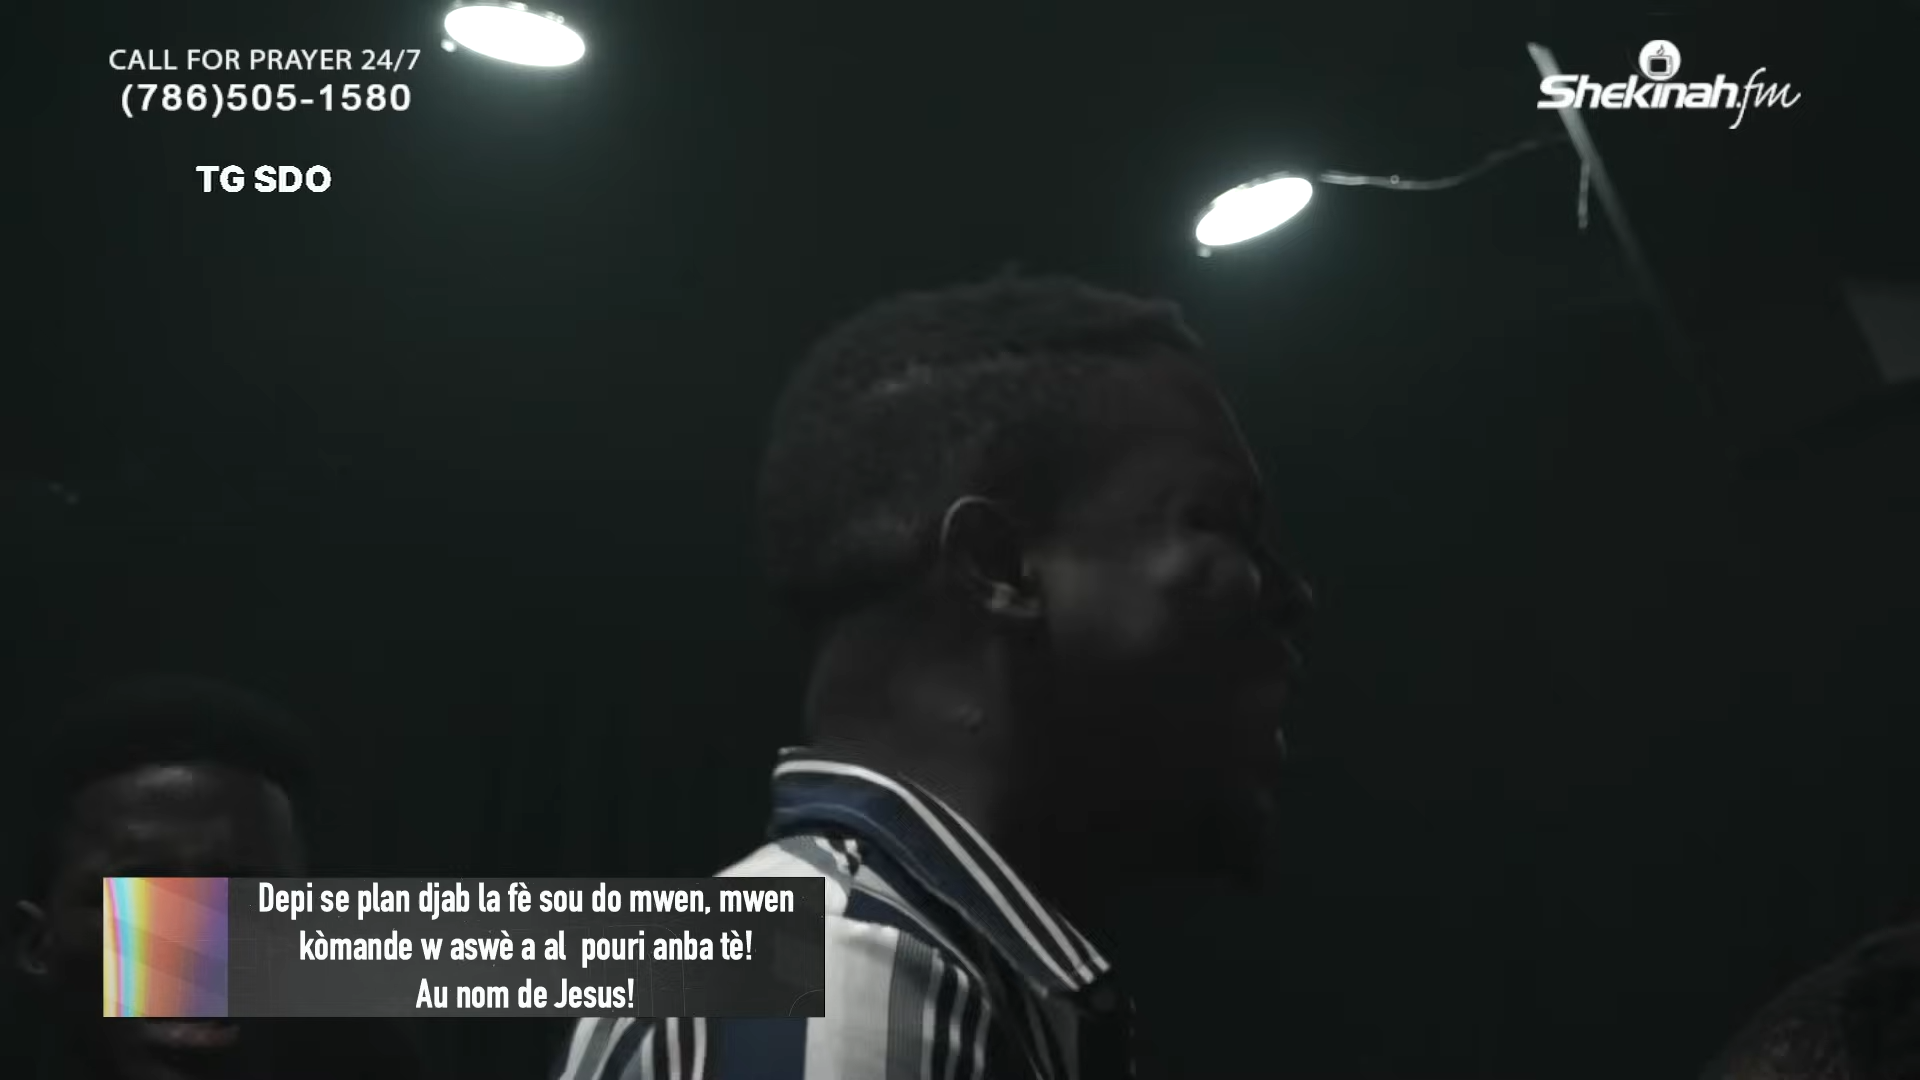 CALL FOR PRAYER 24/7
(786)505-1580
Shekinah.fm
TG SDO
Depi se plan djab la fè sou do mwen, mwen
kòmande w aswè a al pouri anba tè!
Au nom de Jesus!